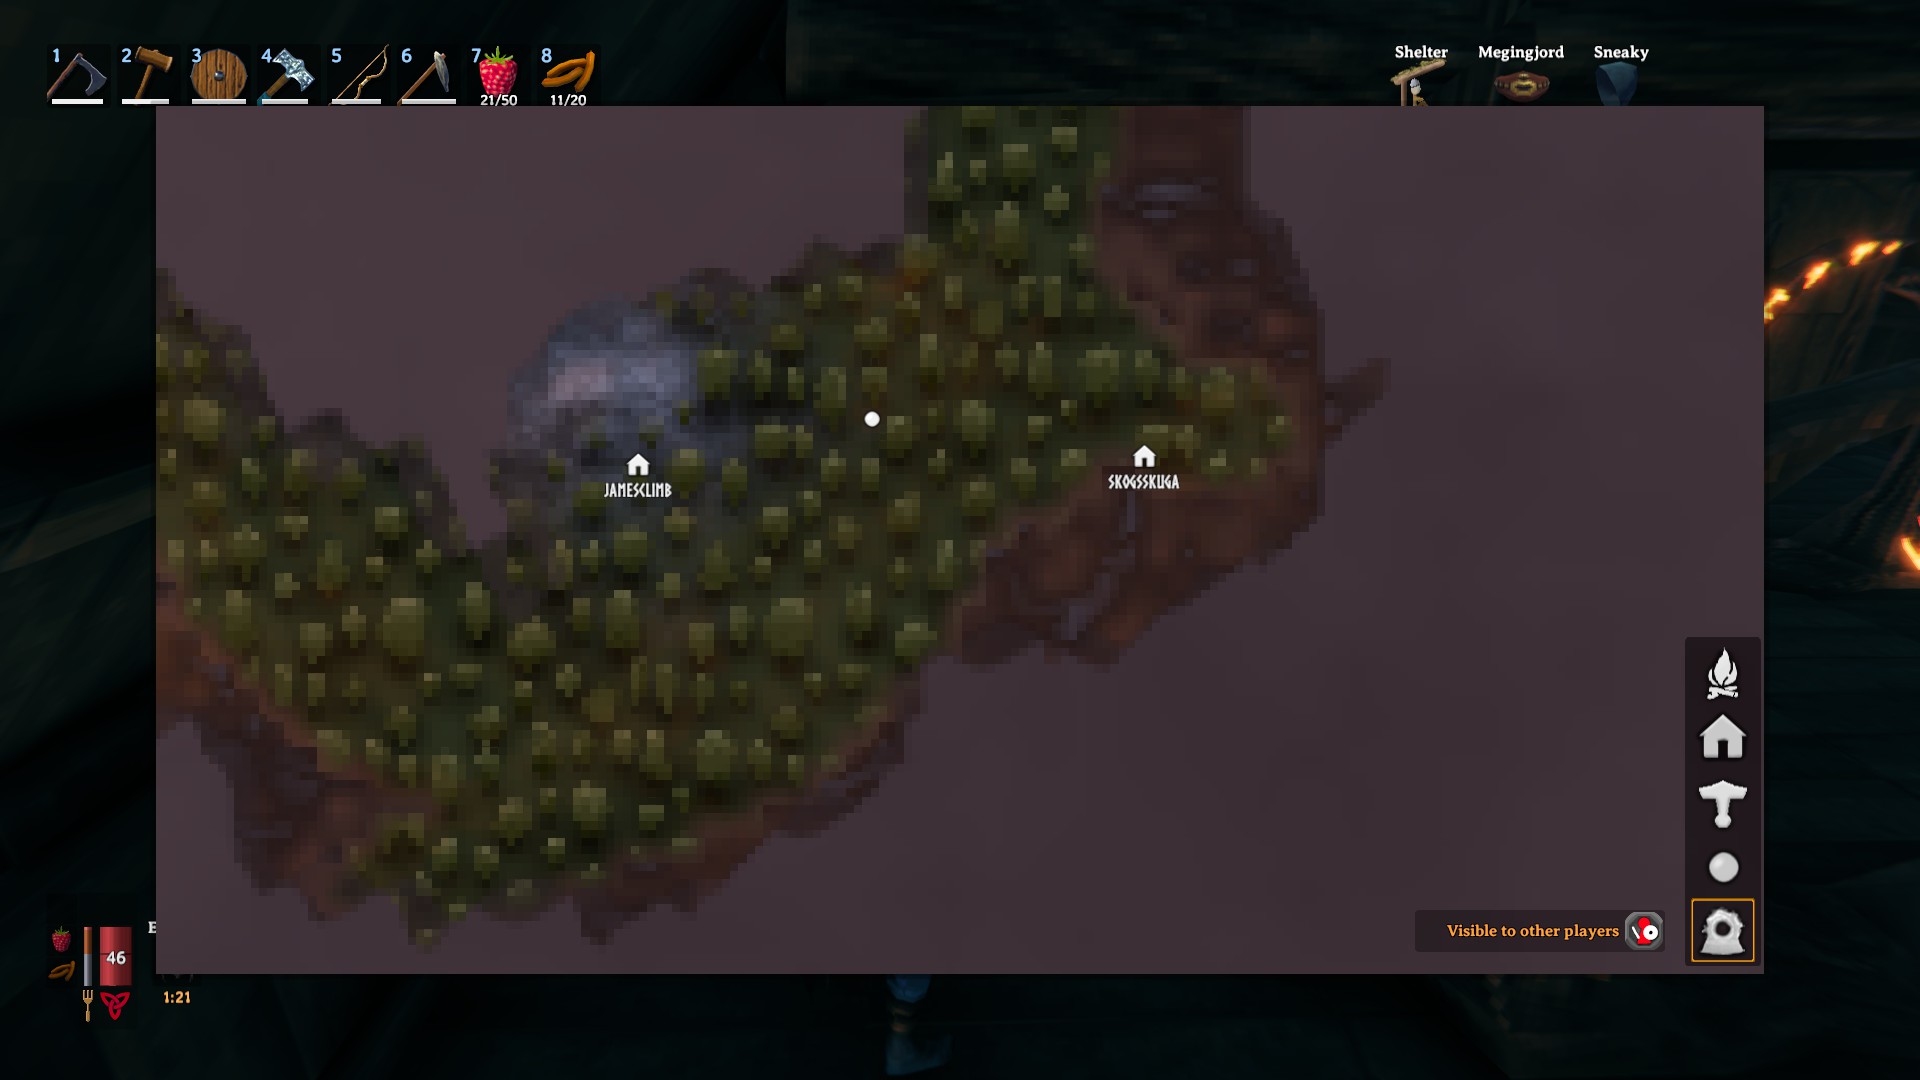 1 2 3 4 5 6 7 8
21/50 11/20
Shelter Megingjord Sneaky
JAMESCLIMB
SKOGSSKUGA
Visible to other players
E
46
1:21